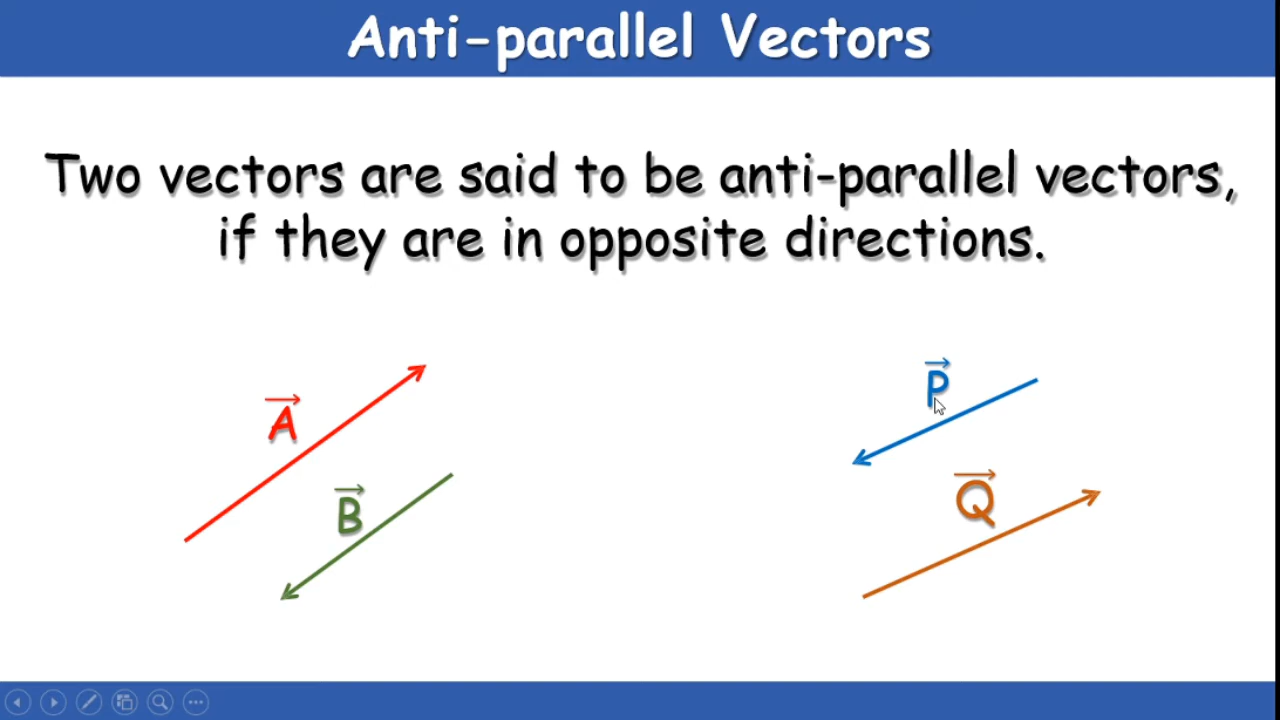 Anti-parallel Vectors
Two vectors are said to be anti-parallel vectors,
if they are in opposite directions.
A
B
P
Q